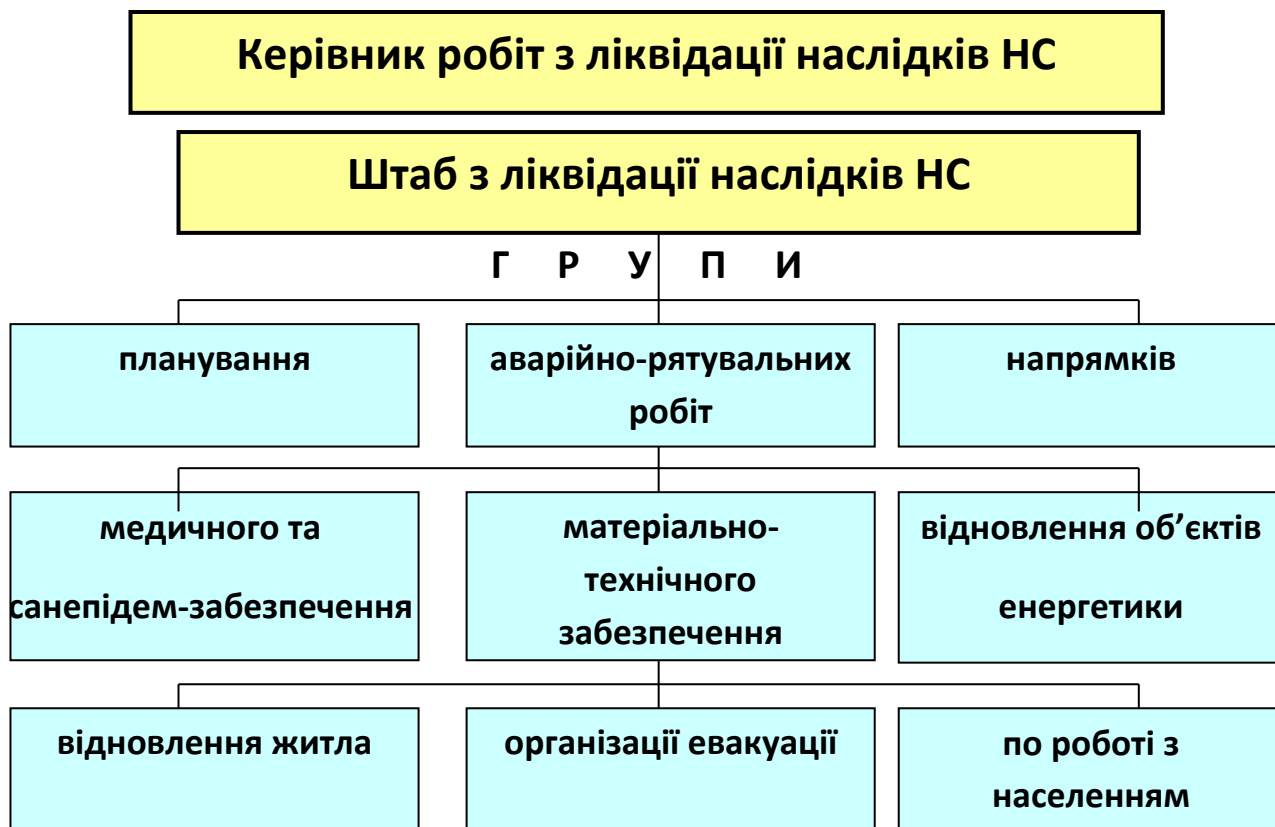 Керівник робіт з ліквідації наслідків НС
Штаб з ліквідації наслідків НС
Г Р У П И
планування
аварійно-рятувальних
робіт
напрямків
медичного та
санепідем-забезпечення
матеріально-
технічного
забезпечення
відновлення об’єктів
енергетики
відновлення житла
організації евакуації
по роботі з
населенням